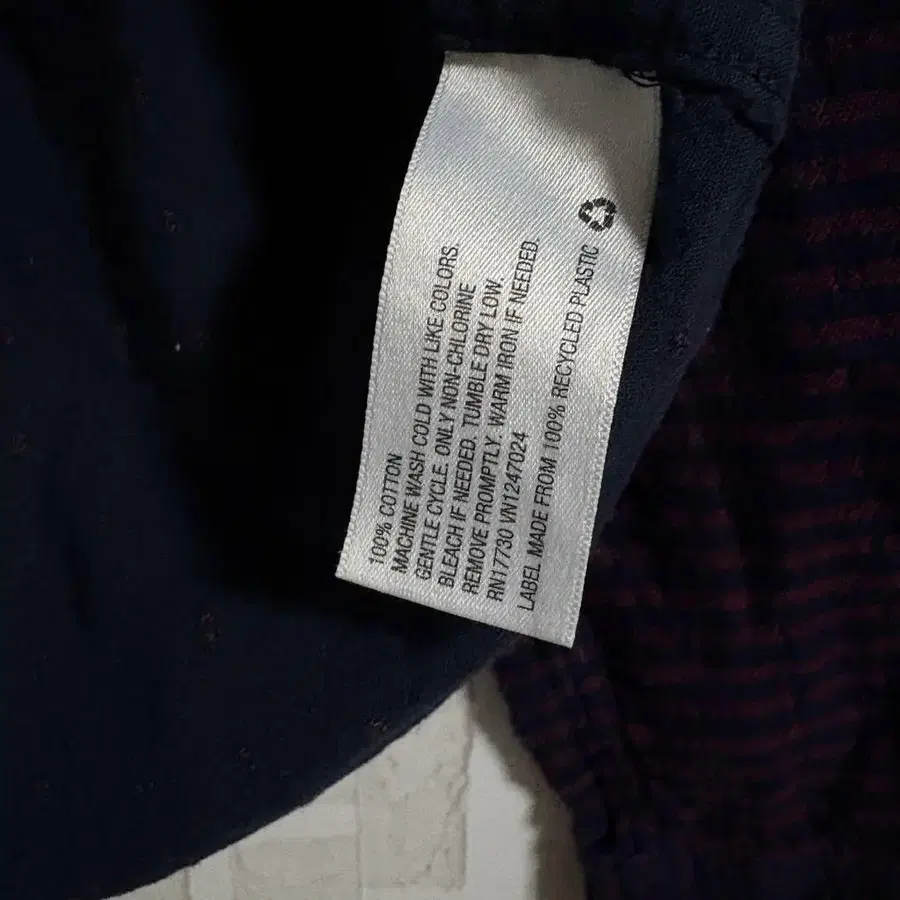 100% COTTON
MACHINE WASH COLD WITH LIKE COLORS.
GENTLE CYCLE. ONLY NON-CHLORINE
BLEACH IF NEEDED. TUMBLE DRY LOW.
REMOVE PROMPTLY. WARM IRON IF NEEDED.
RN17730 VN1247024
LABEL MADE FROM 100% RECYCLED PLASTIC